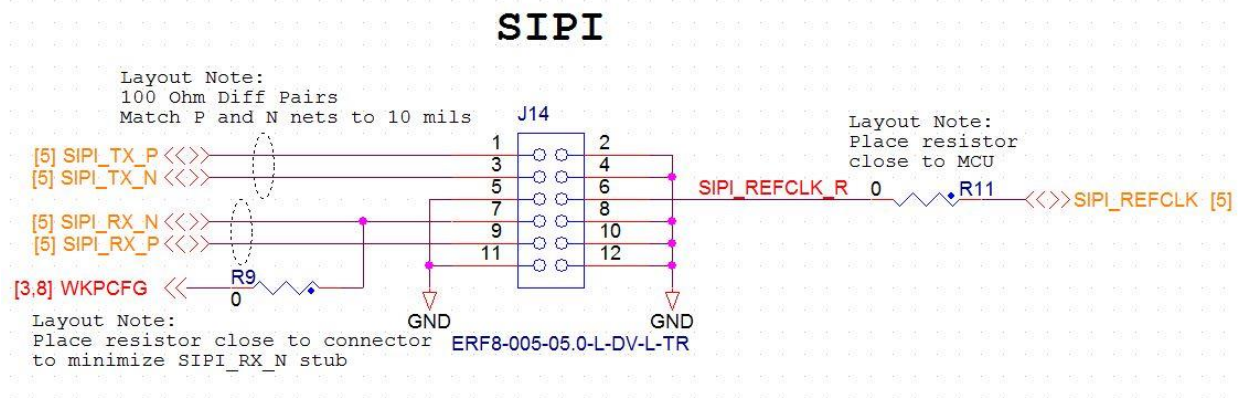 SIPI
Layout Note:
100 Ohm Diff Pairs
Match P and N nets to 10 mils
J14
Layout Note:
Place resistor
close to MCU
[5] SIPI_TX_P
[5] SIPI_TX_N
[5] SIPI_RX_N
[5] SIPI_RX_P
1
3
5
7
9
11
2
4
6
8
10
12
SIPI_REFCLK_R
0
R11
SIPI_REFCLK [5]
[3,8] WKPCFG
R9
0
GND
GND
Layout Note:
Place resistor close to connector
to minimize SIPI_RX_N stub
ERF8-005-05.0-L-DV-L-TR